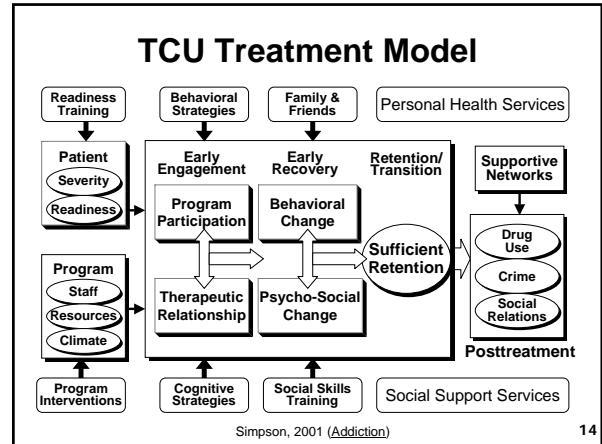 TCU Treatment Model
Readiness
Training
Behavioral
Strategies
Family &
Friends
Personal Health Services
Patient
Severity
Readiness
Early
Engagement
Program
Participation
Therapeutic
Relationship
Early
Recovery
Behavioral
Change
Psycho-Social
Change
Retention/
Transition
Sufficient
Retention
Supportive
Networks
Drug
Use
Crime
Social
Relations
Posttreatment
Program
Staff
Resources
Climate
Program
Interventions
Cognitive
Strategies
Social Skills
Training
Social Support Services
Simpson, 2001 (Addiction)
14